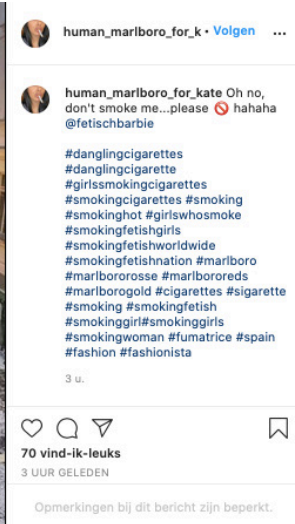 human_marlboro_for_k • Volgen ...
human_marlboro_for_kate Oh no,
don't smoke me...please 🚫 hahaha
@fetischbarbie
#danglingcigarettes
#danglingcigarette
#girlssmokingcigarettes
#smokingcigarettes #smoking
#smokinghot #girlswhosmoke
#smokingfetishgirls
#smokingfetishworldwide
#smokingfetishnation #marlboro
#marlbororosse #marlbororeds
#marlborogold #cigarettes #sigarette
#smoking #smokingfetish
#smokinggirl#smokinggirls
#smokingwoman #fumatrice #spain
#fashion #fashionista
3 u.
70 vind-ik-leuks
3 UUR GELEDEN
Opmerkingen bij dit bericht zijn beperkt.